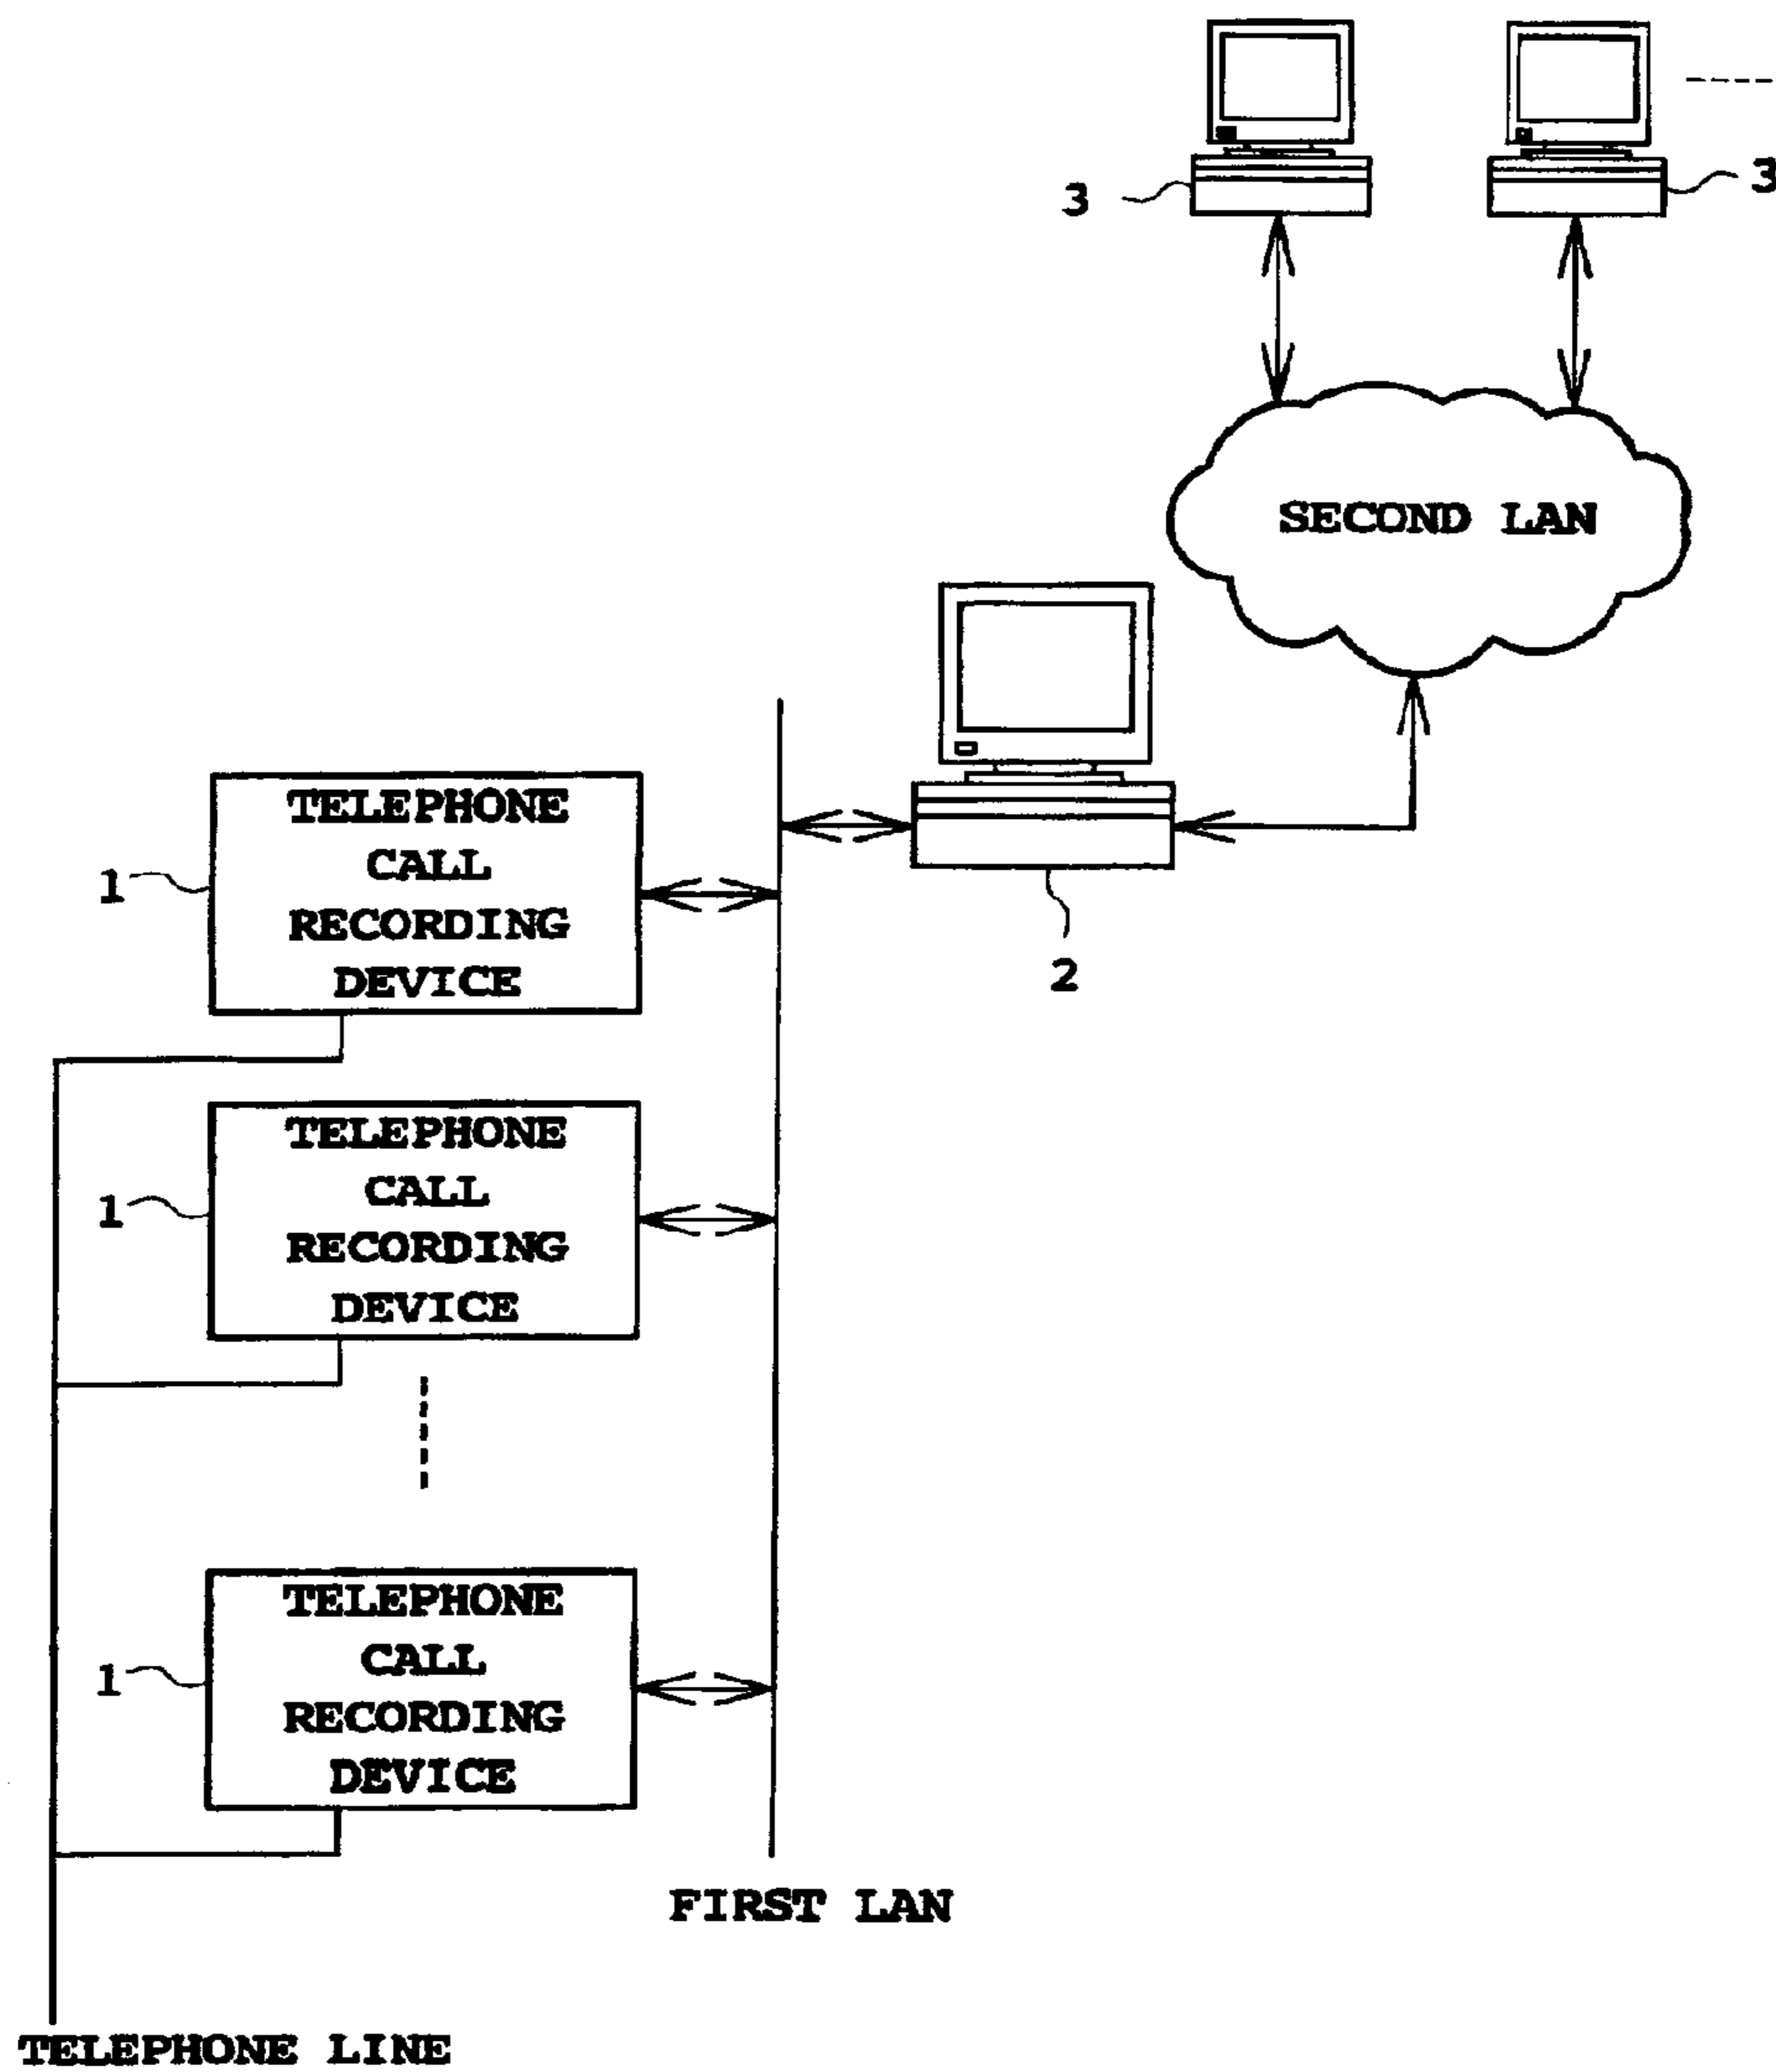 3
3
SECOND LAN
TELEPHONE
CALL
RECORDING
DEVICE
1
2
TELEPHONE
CALL
RECORDING
DEVICE
1
TELEPHONE
CALL
RECORDING
DEVICE
1
FIRST LAN
TELEPHONE LINE